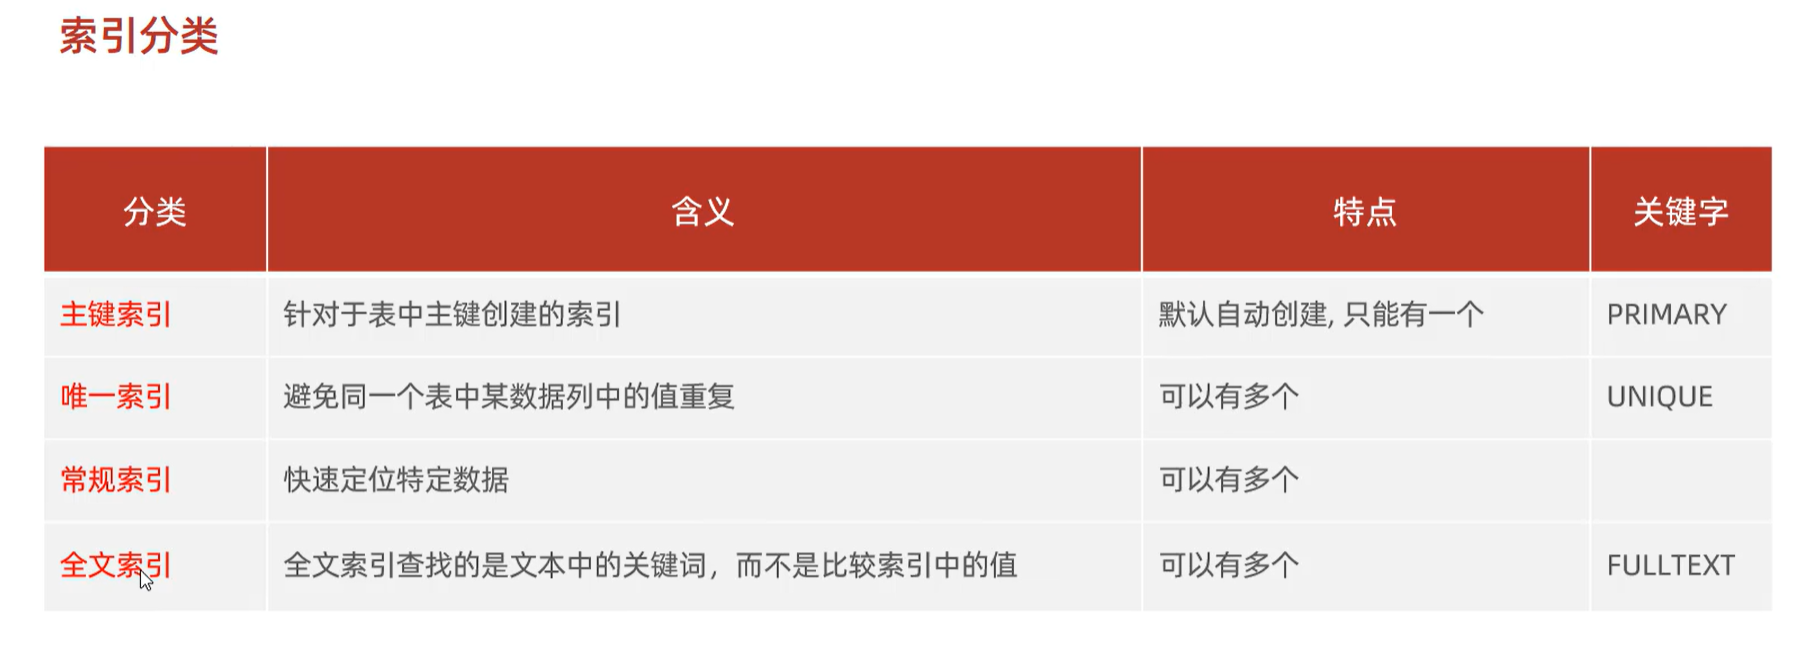 索引分类
分类 含义 特点 关键字
主键索引 针对于表中主键创建的索引 默认自动创建, 只能有一个 PRIMARY
唯一索引 避免同一个表中某数据列中的值重复 可以有多个 UNIQUE
常规索引 快速定位特定数据 可以有多个
全文索引 全文索引查找的是文本中的关键词，而不是比较索引中的值 可以有多个 FULLTEXT